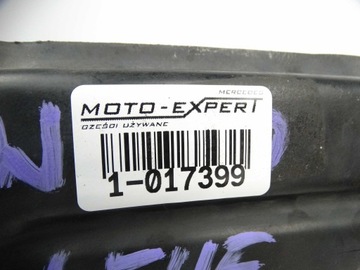 MERCEDES
MOTO-EXPERT
CZĘŚCI UŻYWANE
1-017399